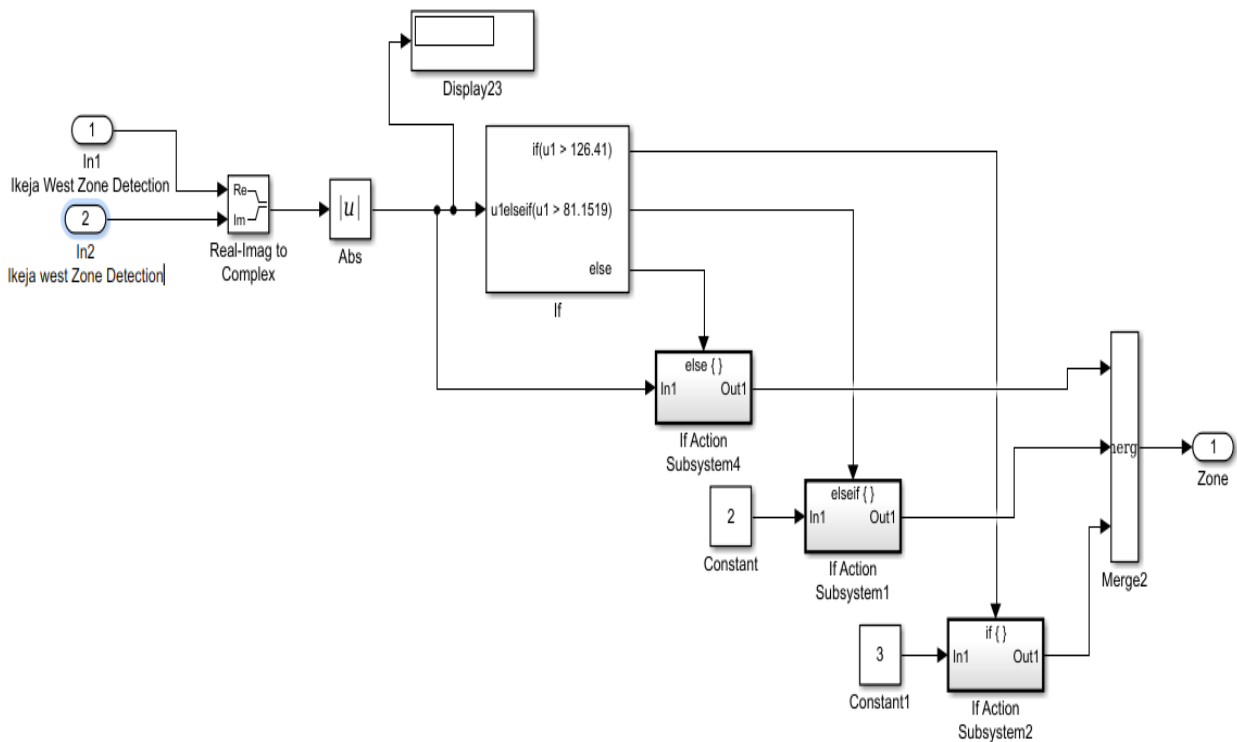 Display23
1
In1
Ikeja West Zone Detection
2
In2
Ikeja west Zone Detection
Re
Im
Real-Imag to
Complex
|u|
Abs
if(u1 > 126.41)
u1elseif(u1 > 81.1519)
else
If
else { }
In1 Out1
If Action
Subsystem4
2
Constant
elseif { }
In1 Out1
If Action
Subsystem1
3
Constant1
if { }
In1 Out1
If Action
Subsystem2
nerg
Merge2
1
Zone